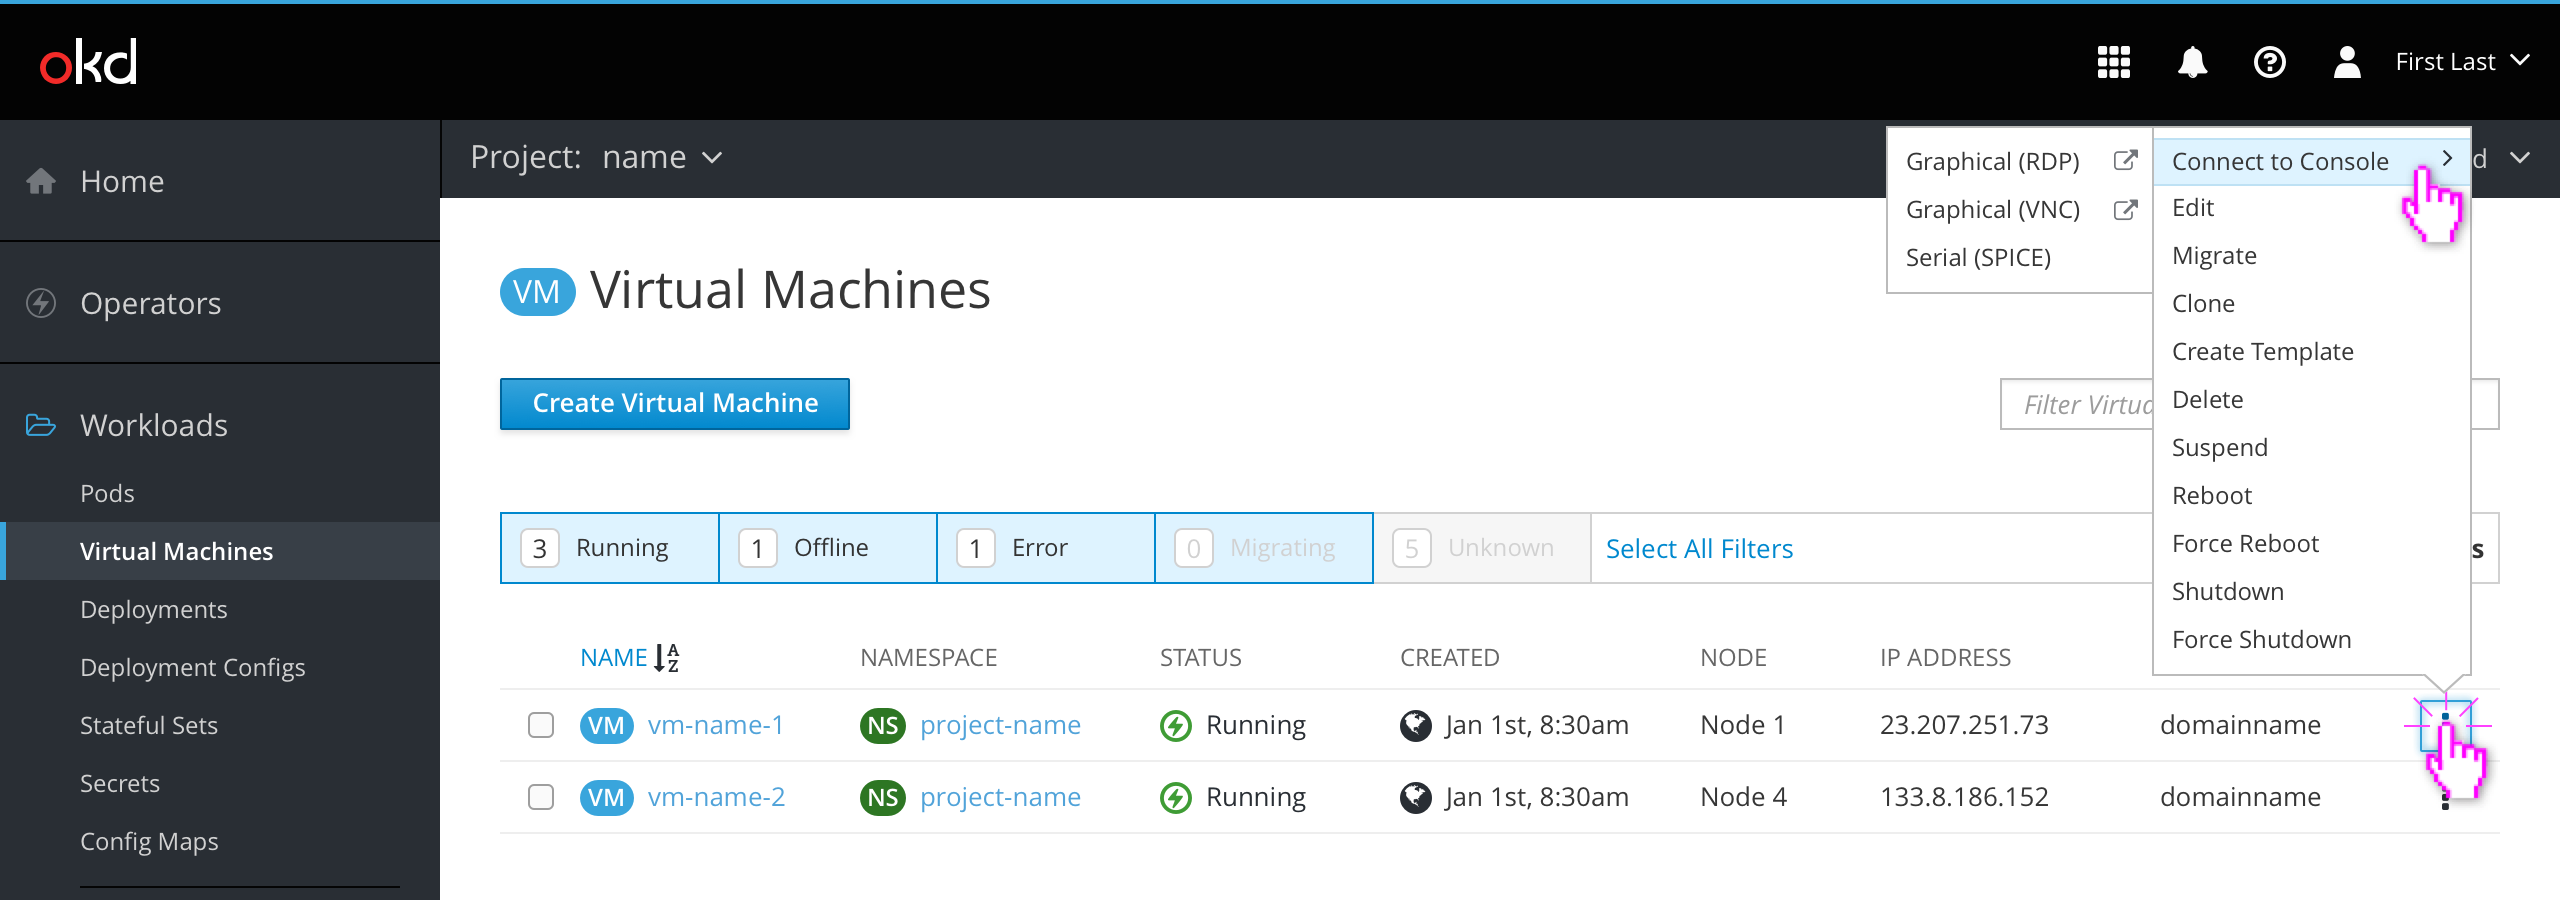 okd
First Last
Project: name
Home
Operators
Workloads
Pods
Virtual Machines
Deployments
Deployment Configs
Stateful Sets
Secrets
Config Maps
VM Virtual Machines
Create Virtual Machine
Filter Virtua
3 Running 1 Offline 1 Error 0 Migrating 5 Unknown Select All Filters s
Graphical (RDP)
Graphical (VNC)
Serial (SPICE)
Connect to Console d
Edit
Migrate
Clone
Create Template
Delete
Suspend
Reboot
Force Reboot
Shutdown
Force Shutdown
NAME A Z NAMESPACE STATUS CREATED NODE IP ADDRESS
VM vm-name-1 NS project-name Running Jan 1st, 8:30am Node 1 23.207.251.73 domainname
VM vm-name-2 NS project-name Running Jan 1st, 8:30am Node 4 133.8.186.152 domainname